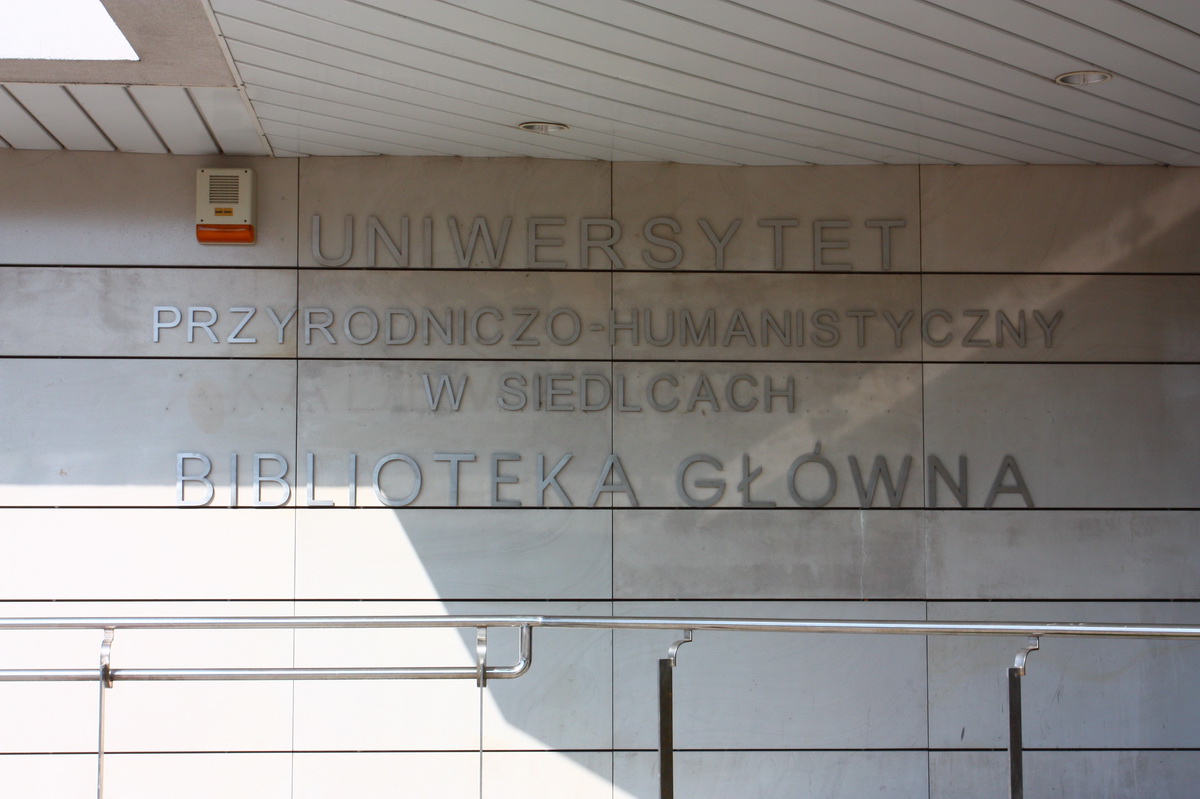 UNIWERSYTET
PRZYRODNICZO-HUMANISTYCZNY
W SIEDLCACH
BIBLIOTEKA GŁÓWNA